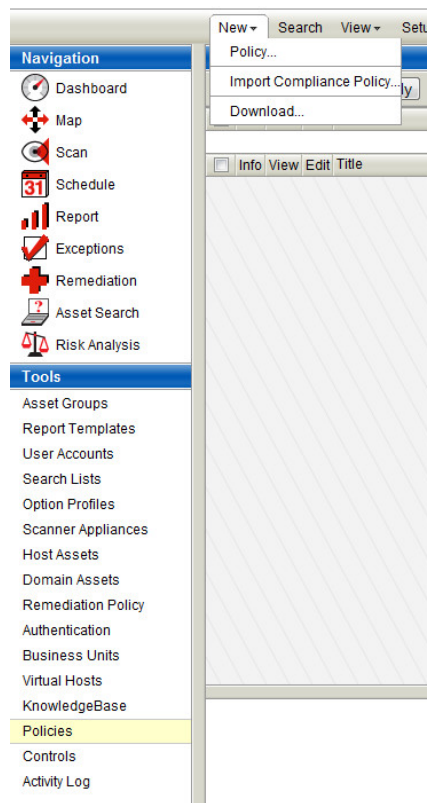 New Search View Setu
Policy...
Import Compliance Policy...
ly
Download...
Navigation
Dashboard
Map
Scan
31 Schedule
Report
Exceptions
Remediation
? Asset Search
Risk Analysis
Info View Edit Title
Tools
Asset Groups
Report Templates
User Accounts
Search Lists
Option Profiles
Scanner Appliances
Host Assets
Domain Assets
Remediation Policy
Authentication
Business Units
Virtual Hosts
KnowledgeBase
Policies
Controls
Activity Log